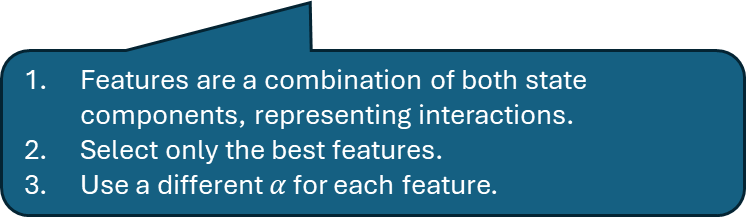 1. Features are a combination of both state
components, representing interactions.
2. Select only the best features.
3. Use a different 𝛼 for each feature.